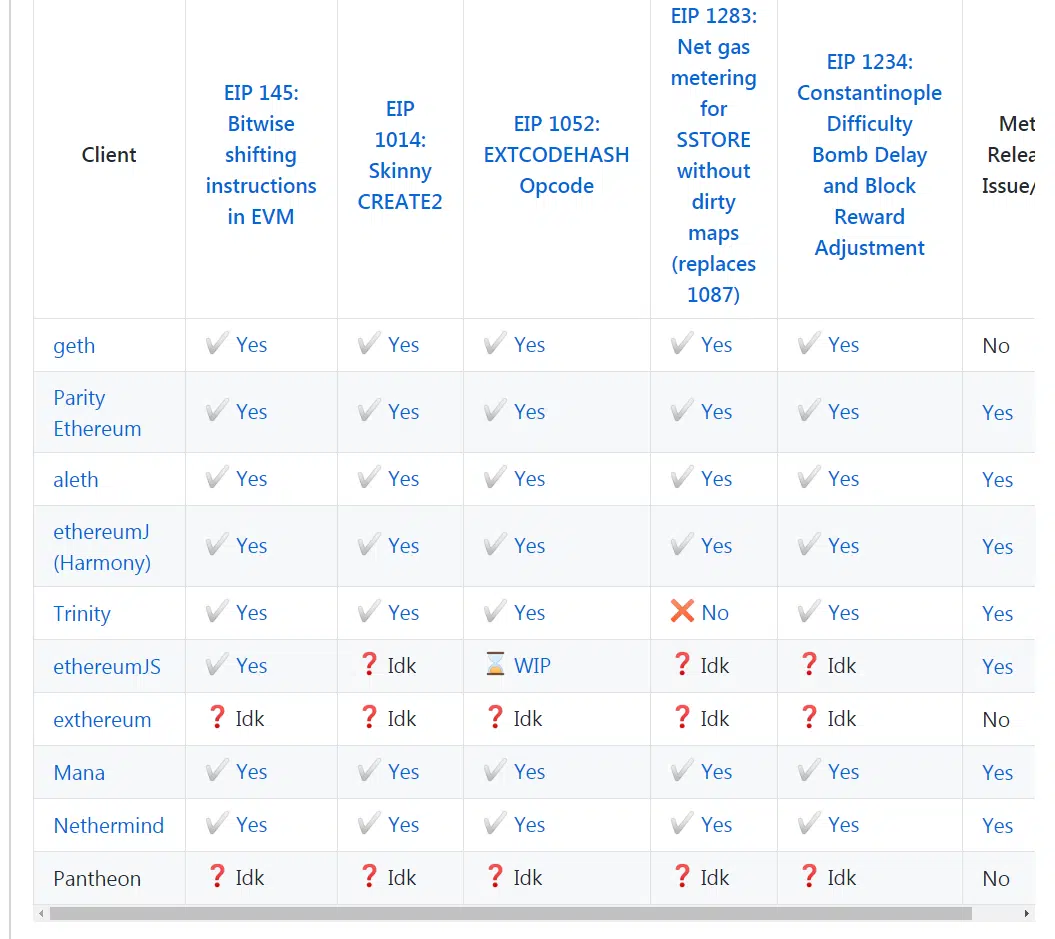 Client
EIP 145:
Bitwise
shifting
instructions
in EVM
EIP
1014:
Skinny
CREATE2
EIP 1052:
EXTCODEHASH
Opcode
EIP 1283:
Net gas
metering
for
SSTORE
without
dirty
maps
(replaces
1087)
EIP 1234:
Constantinople
Difficulty
Bomb Delay
and Block
Reward
Adjustment
Met
Relea
Issue/
geth Yes Yes Yes Yes Yes No
Parity
Ethereum Yes Yes Yes Yes Yes Yes
aleth Yes Yes Yes Yes Yes Yes
ethereumJ
(Harmony) Yes Yes Yes Yes Yes Yes
Trinity Yes Yes Yes No Yes Yes
ethereumJS Yes Idk WIP Idk Idk Yes
exthereum Idk Idk Idk Idk Idk No
Mana Yes Yes Yes Yes Yes Yes
Nethermind Yes Yes Yes Yes Yes Yes
Pantheon Idk Idk Idk Idk Idk No